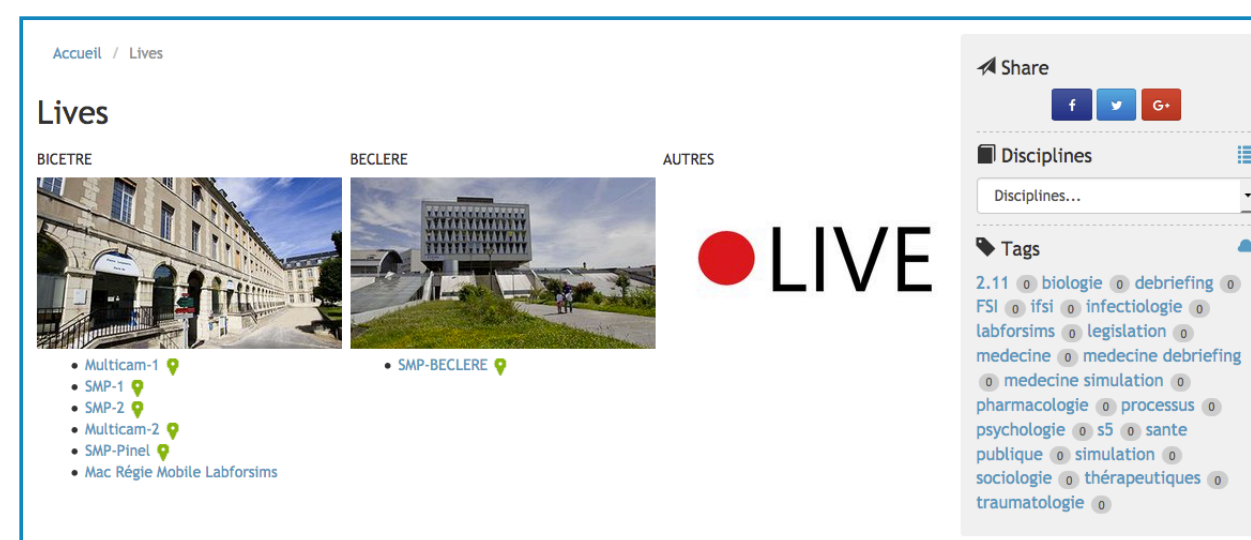 Accueil / Lives
Lives
BICETRE
Multicam-1
SMP-1
SMP-2
Multicam-2
SMP-Pinel
Mac Régie Mobile Labforsims
BECLERE
SMP-BECLERE
AUTRES
LIVE
Share
f G+
Disciplines
Disciplines...
Tags
2.11 0 biologie 0 debriefing 0
FSI 0 ifsi 0 infectiologie 0
labforsims 0 legislation 0
medecine 0 medecine debriefing
0 medecine simulation 0
pharmacologie 0 processus 0
psychologie 0 s5 0 sante
publique 0 simulation 0
sociologie 0 thérapeutiques 0
traumatologie 0